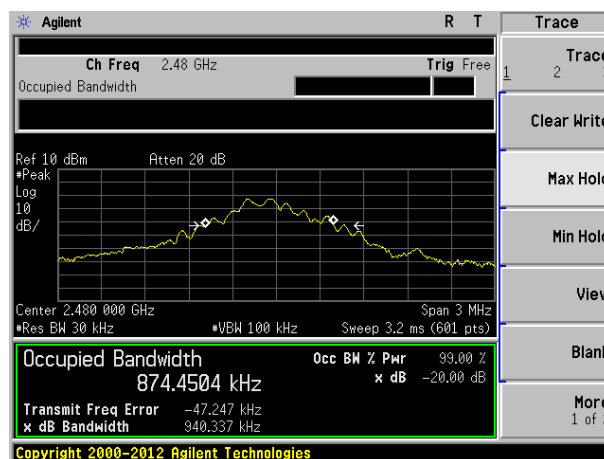 Agilent R T Trace
Ch Freq 2.48 GHz Trig Free
Occupied Bandwidth
Ref 10 dBm Atten 20 dB
#Peak
Log
10
dB/
Center 2.480 000 GHz Span 3 MHz
#Res BW 30 kHz #VBW 100 kHz Sweep 3.2 ms (601 pts)
Occupied Bandwidth Occ BW % Pwr 99.00 %
874.4504 kHz x dB -20.00 dB
Transmit Freq Error -47.247 kHz
x dB Bandwidth 940.337 kHz
Copyright 2000-2012 Agilent Technologies
Trace
1 2
Clear Write
Max Hold
Min Hold
View
Blank
More
1 of